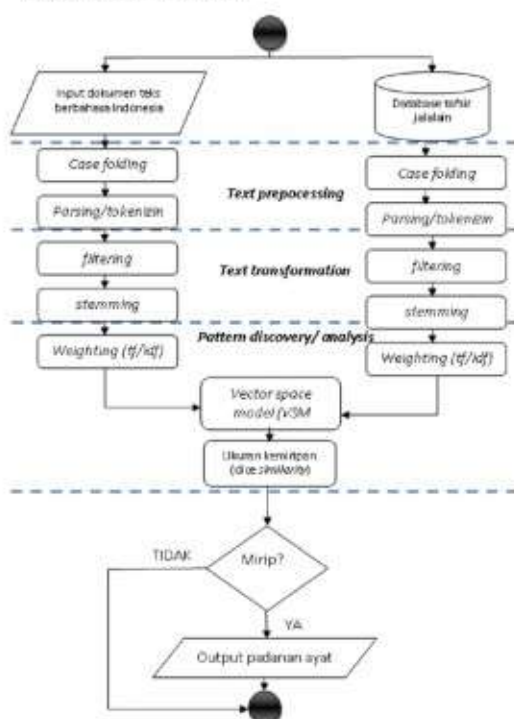 Input dokumen teks
berbahasa Indonesia
Database tafsir
jalalain
Case folding
Parsing/tokenizin
Text prepocessing
Case folding
Parsing/tokenizin
filtering
stemming
Text transformation
filtering
stemming
Weighting (tf/idf)
Pattern discovery/ analysis
Weighting (tf/idf)
Vector space
model (VSM
Ukuran kemiripan
(dice similarity)
Mirip?
TIDAK
YA
Output padanan ayat